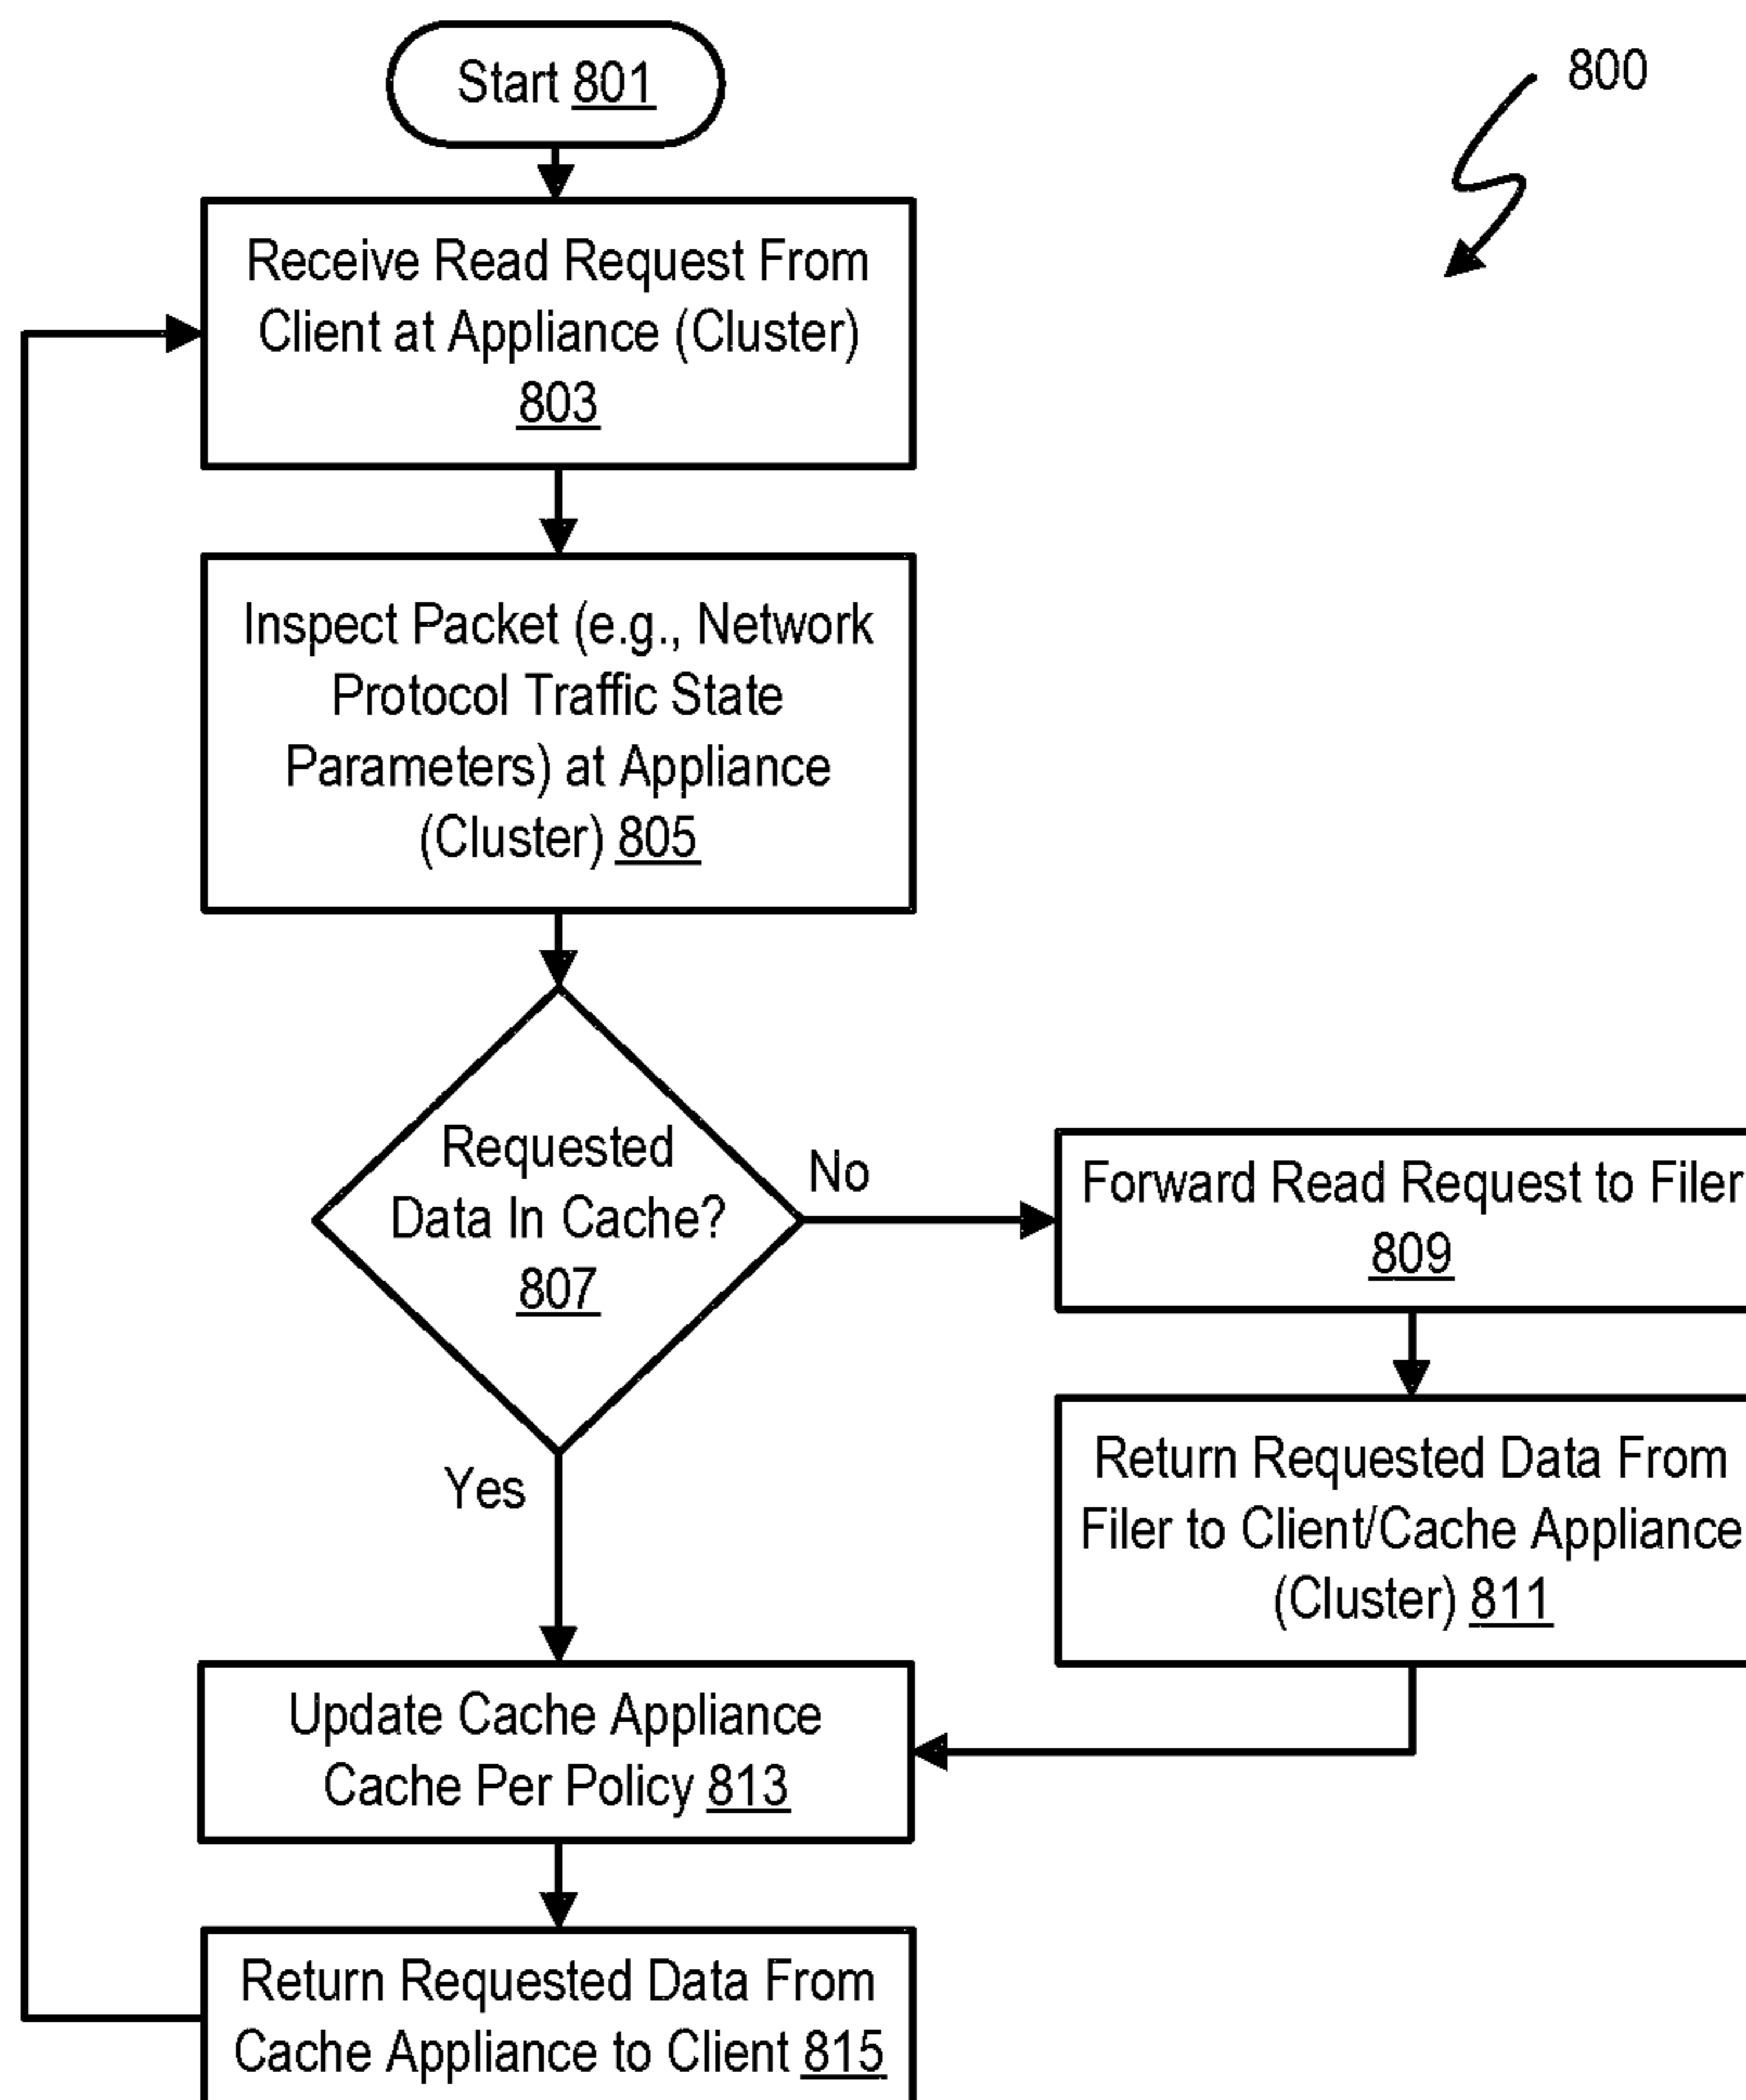 Start 801
800
Receive Read Request From
Client at Appliance (Cluster)
803
Inspect Packet (e.g., Network
Protocol Traffic State
Parameters) at Appliance
(Cluster) 805
Requested
Data In Cache?
807
No
Yes
Forward Read Request to Filer
809
Return Requested Data From
Filer to Client/Cache Appliance
(Cluster) 811
Update Cache Appliance
Cache Per Policy 813
Return Requested Data From
Cache Appliance to Client 815